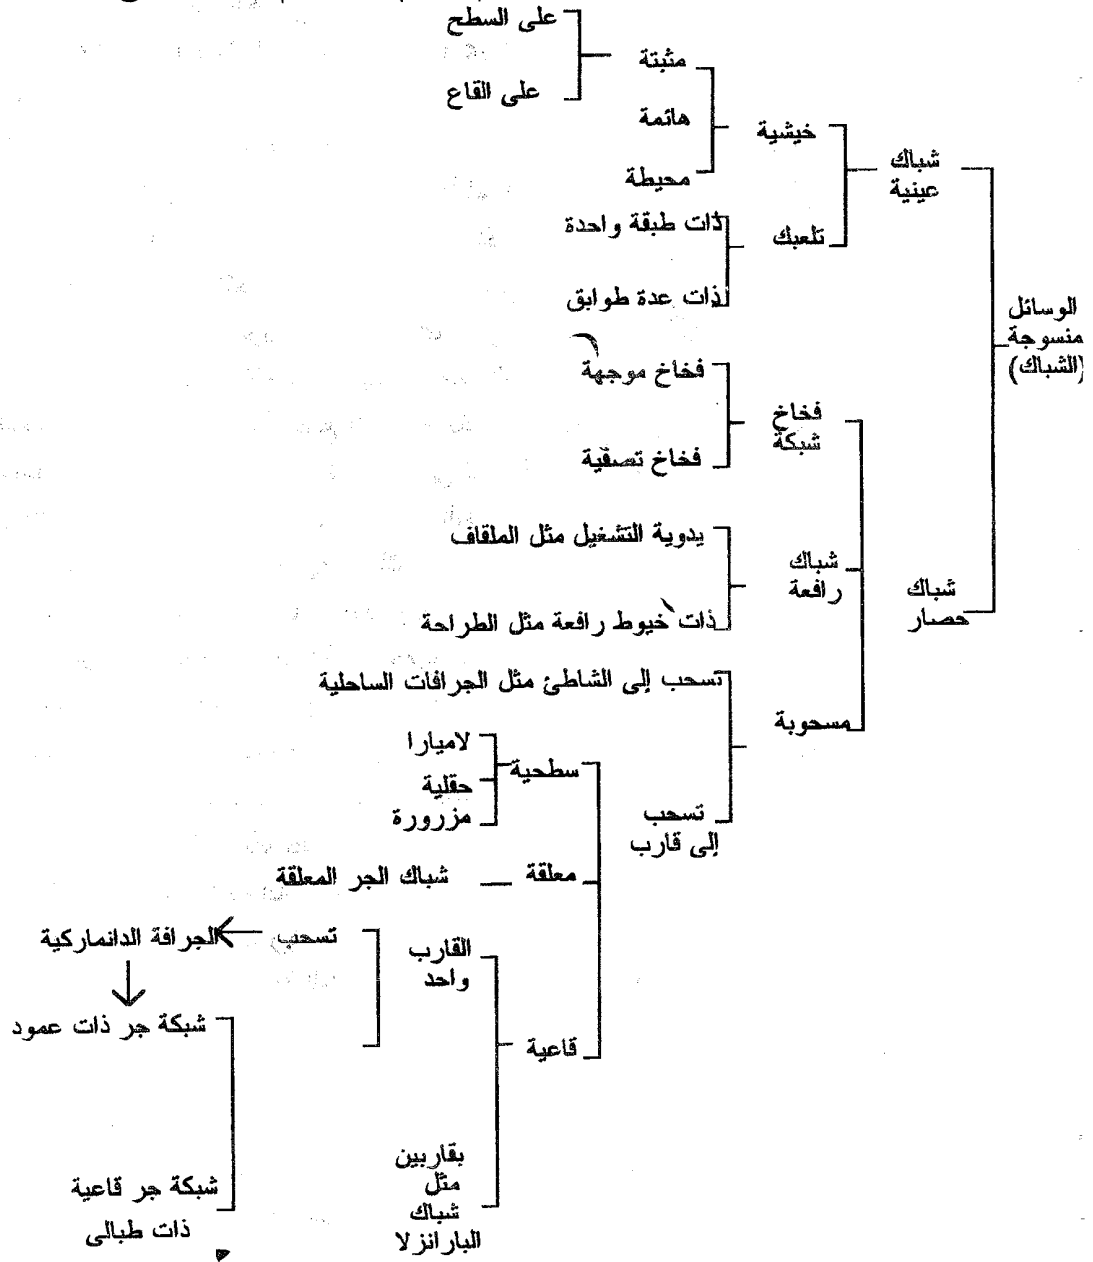 على السطح
مثبتة
على القاع
هائمة
خيشية
محيطة
شباك
عينية
ذات طبقة واحدة
تلعبك
ذات عدة طوابق
الوسائل
منسوجة
(الشباك)
فخاخ موجهة
فخاخ
شبكة
فخاخ تسقية
يدوية التشغيل مثل الملقاف
شباك
رافعة
شباك
حصار
ذات خيوط رافعة مثل الطراحة
تسحب إلى الشاطئ مثل الجرافات الساحلية
مسحوبة
لاميارا
سطحية
حقلية
مزرورة
تسحب
إلى قارب
معلقة
شباك الجر المعلقة
القارب
واحد
تسحب
الجرافة الدانماركية
شبكة جر ذات عمود
قاعية
بقاربين
مثل
شباك
البارانزلا
شبكة جر قاعية
ذات طبالى